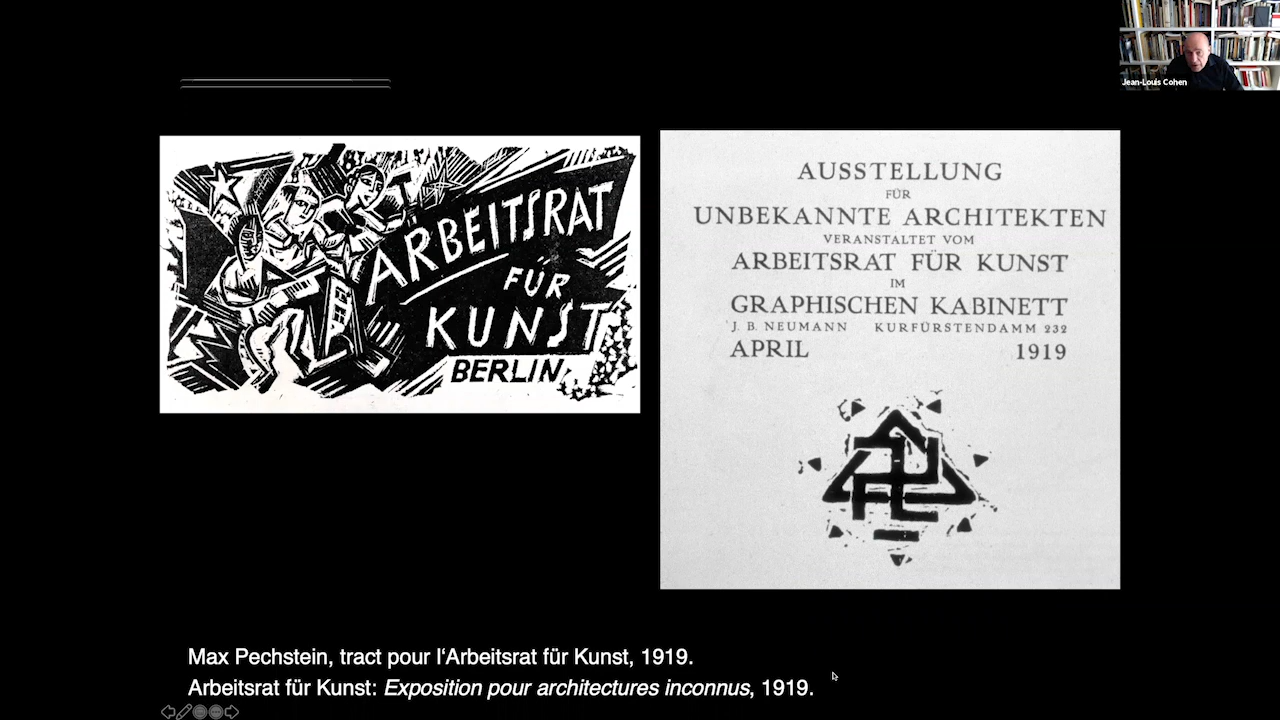 Jean-Louis Cohen
ARBEITSRAT
FÜR
KUNST
BERLIN
AUSSTELLUNG
FÜR
UNBEKANNTE ARCHITEKTEN
VERANSTALTET VOM
ARBEITSRAT FÜR KUNST
IM
GRAPHISCHEN KABINETT
J. B. NEUMANN KURFÜRSTENDAMM 232
APRIL 1919
Max Pechstein, tract pour l‘Arbeitsrat für Kunst, 1919.
Arbeitsrat für Kunst: Exposition pour architectures inconnus, 1919.